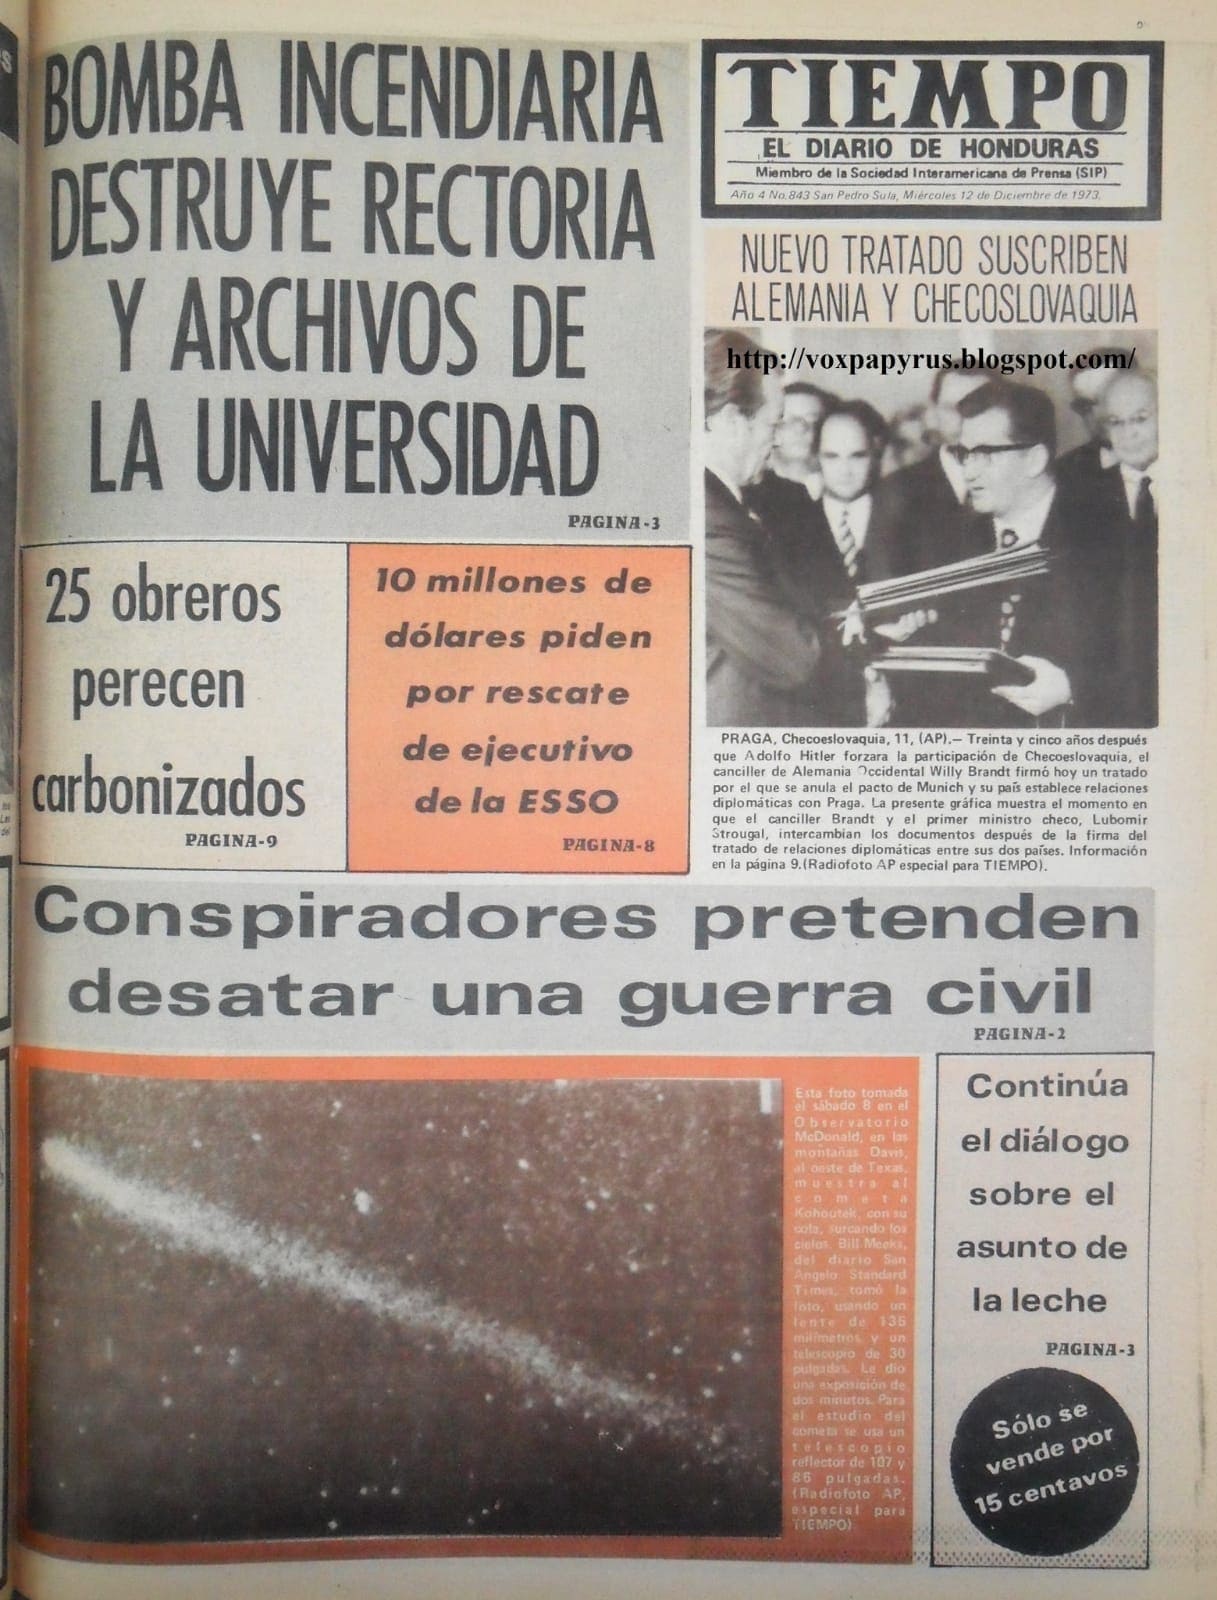 BOMBA INCENDIARIA
DESTRUYE RECTORIA
Y ARCHIVOS DE
LA UNIVERSIDAD
PAGINA-3
TIEMPO
EL DIARIO DE HONDURAS
Miembro de la Sociedad Interamericana de Prensa (SIP)
Año 4 No. 843 San Pedro Sula, Miércoles 12 de Diciembre de 1973.
NUEVO TRATADO SUSCRIBEN
ALEMANIA Y CHECOSLOVAQUIA
http://voxpapyrus.blogspot.com/
PRAGA, Checoeslovaquia, 11, (AP).— Treinta y cinco años después
que Adolfo Hitler forzara la participación de Checoeslovaquia, el
canciller de Alemania Occidental Willy Brandt firmó hoy un tratado
por el que se anula el pacto de Munich y su país establece relaciones
diplomáticas con Praga. La presente gráfica muestra el momento en
que el canciller Brandt y el primer ministro checo, Lubomir
Strougal, intercambian los documentos después de la firma del
tratado de relaciones diplomáticas entre sus dos países. Información
en la página 9.(Radiofoto AP especial para TIEMPO).
25 obreros
perecen
carbonizados
PAGINA-9
10 millones de
dólares piden
por rescate
de ejecutivo
de la ESSO
PAGINA-8
Conspiradores pretenden
desatar una guerra civil
PAGINA-2
Esta foto tomada
el sábado 8 en el
Observatorio
McDonald, en las
montañas Davis,
al oeste de Texas,
muestra al
cometa
Kohoutek, con su
cola, surcando los
cielos. Bill Meeks,
del diario San
Angelo Standard
Times, tomó la
foto, usando un
lente de 135
milímetros y un
telescopio de 30
pulgadas. Le dio
una exposición de
dos minutos. Para
el estudio del
cometa se usa un
telescopio
reflector de 107 y
86 pulgadas.
(Radiofoto AP,
especial para
TIEMPO)
Continúa
el diálogo
sobre el
asunto de
la leche
PAGINA-3
Sólo se
vende por
15 centavos